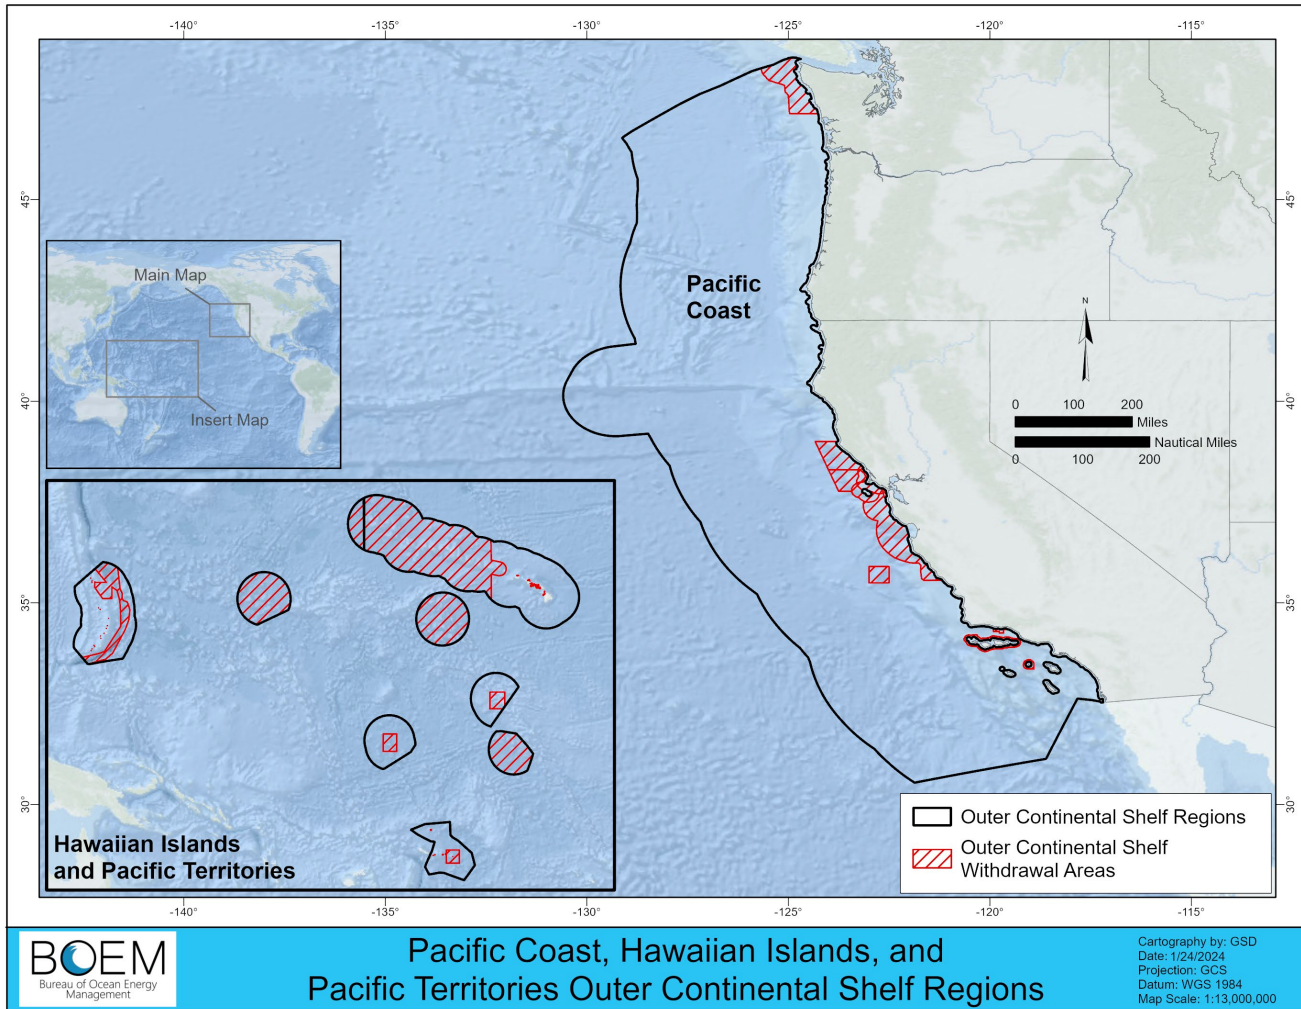 -140°
-135°
-130°
-125°
-120°
-115°
45°
45°
Main Map
Insert Map
Pacific
Coast
N
0 100 200
Miles
Nautical Miles
0 100 200
40°
40°
35°
35°
30°
30°
Hawaiian Islands
and Pacific Territories
Outer Continental Shelf Regions
Outer Continental Shelf
Withdrawal Areas
-140°
-135°
-130°
-125°
-120°
-115°
BOEM
Bureau of Ocean Energy
Management
Pacific Coast, Hawaiian Islands, and
Pacific Territories Outer Continental Shelf Regions
Cartography by: GSD
Date: 1/24/2024
Projection: GCS
Datum: WGS 1984
Map Scale: 1:13,000,000